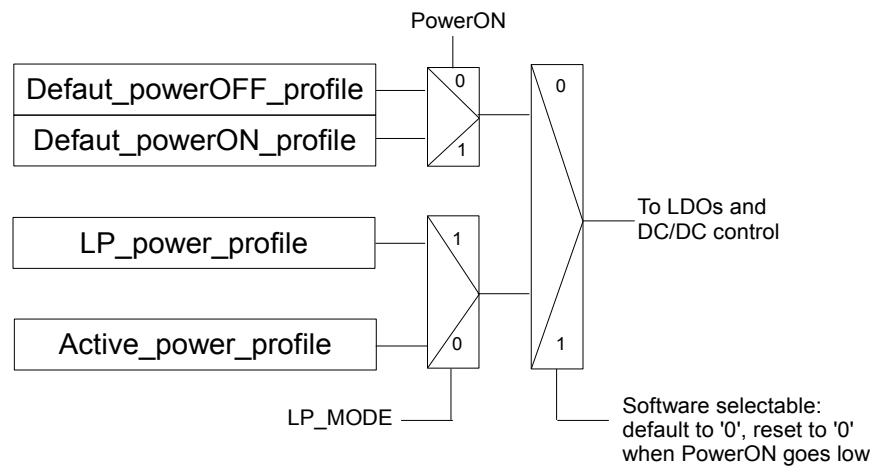 PowerON
Defaut_powerOFF_profile
0
0
Defaut_powerON_profile
1
To LDOs and
DC/DC control
LP_power_profile
1
Active_power_profile
0
1
LP_MODE
Software selectable:
default to '0', reset to '0'
when PowerON goes low